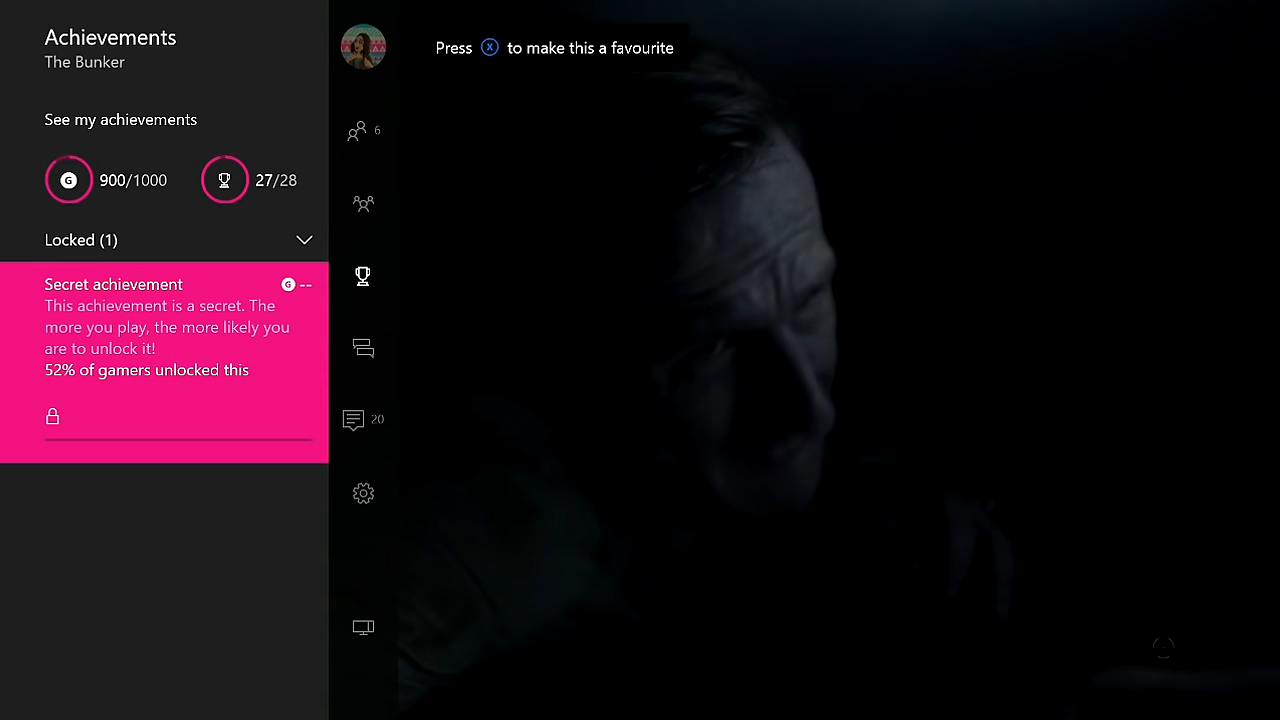 Achievements
The Bunker
See my achievements
G 900/1000 27/28
Locked (1)
Secret achievement G --
This achievement is a secret. The
more you play, the more likely you
are to unlock it!
52% of gamers unlocked this
6
20
Press X to make this a favourite